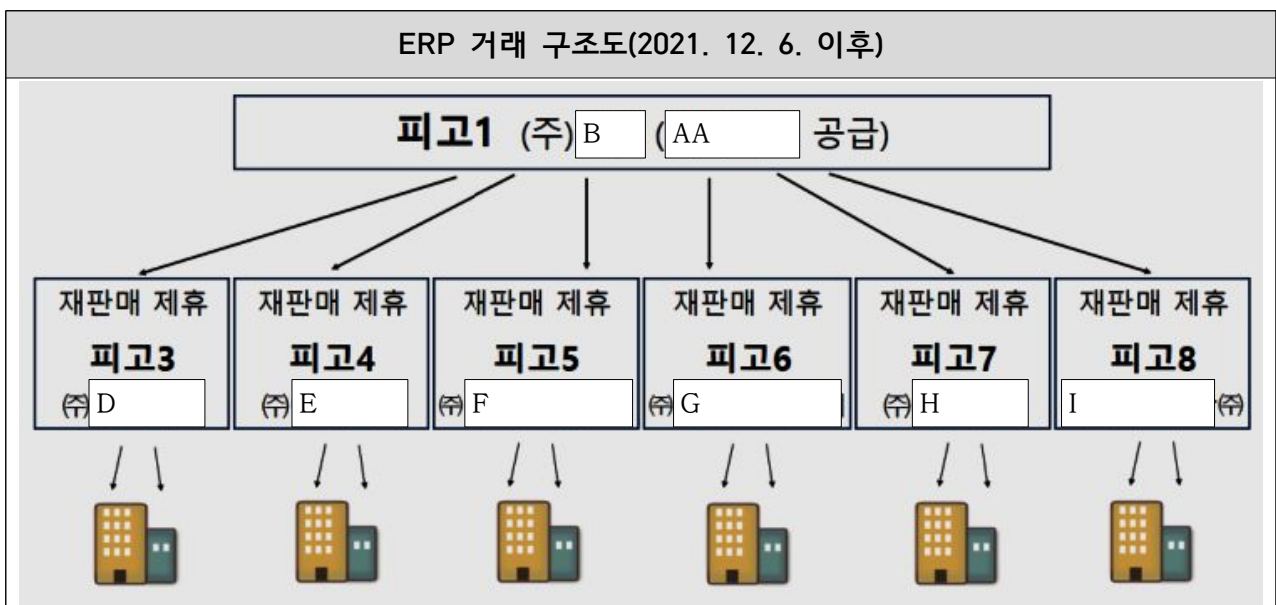 ERP 거래 구조도(2021. 12. 6. 이후)
피고1 (주) B ( AA 공급)
재판매 제휴
피고3
㈜ D
재판매 제휴
피고4
㈜ E
재판매 제휴
피고5
㈜ F
재판매 제휴
피고6
㈜ G
재판매 제휴
피고7
㈜ H
재판매 제휴
피고8
I ㈜